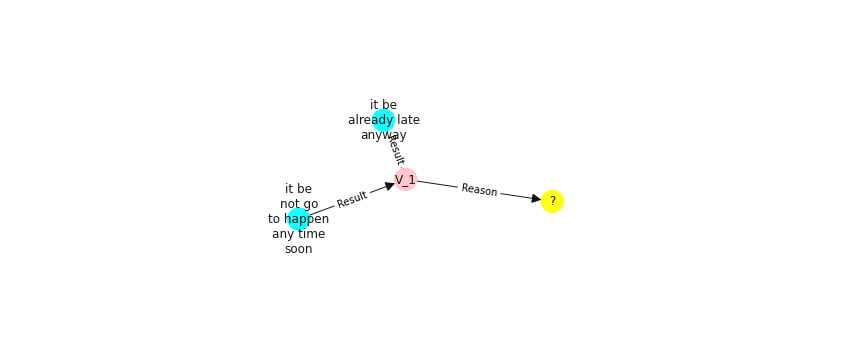 it be
already late
anyway
Result
V_1
Reason
?
it be
not go
to happen
any time
soon
Result